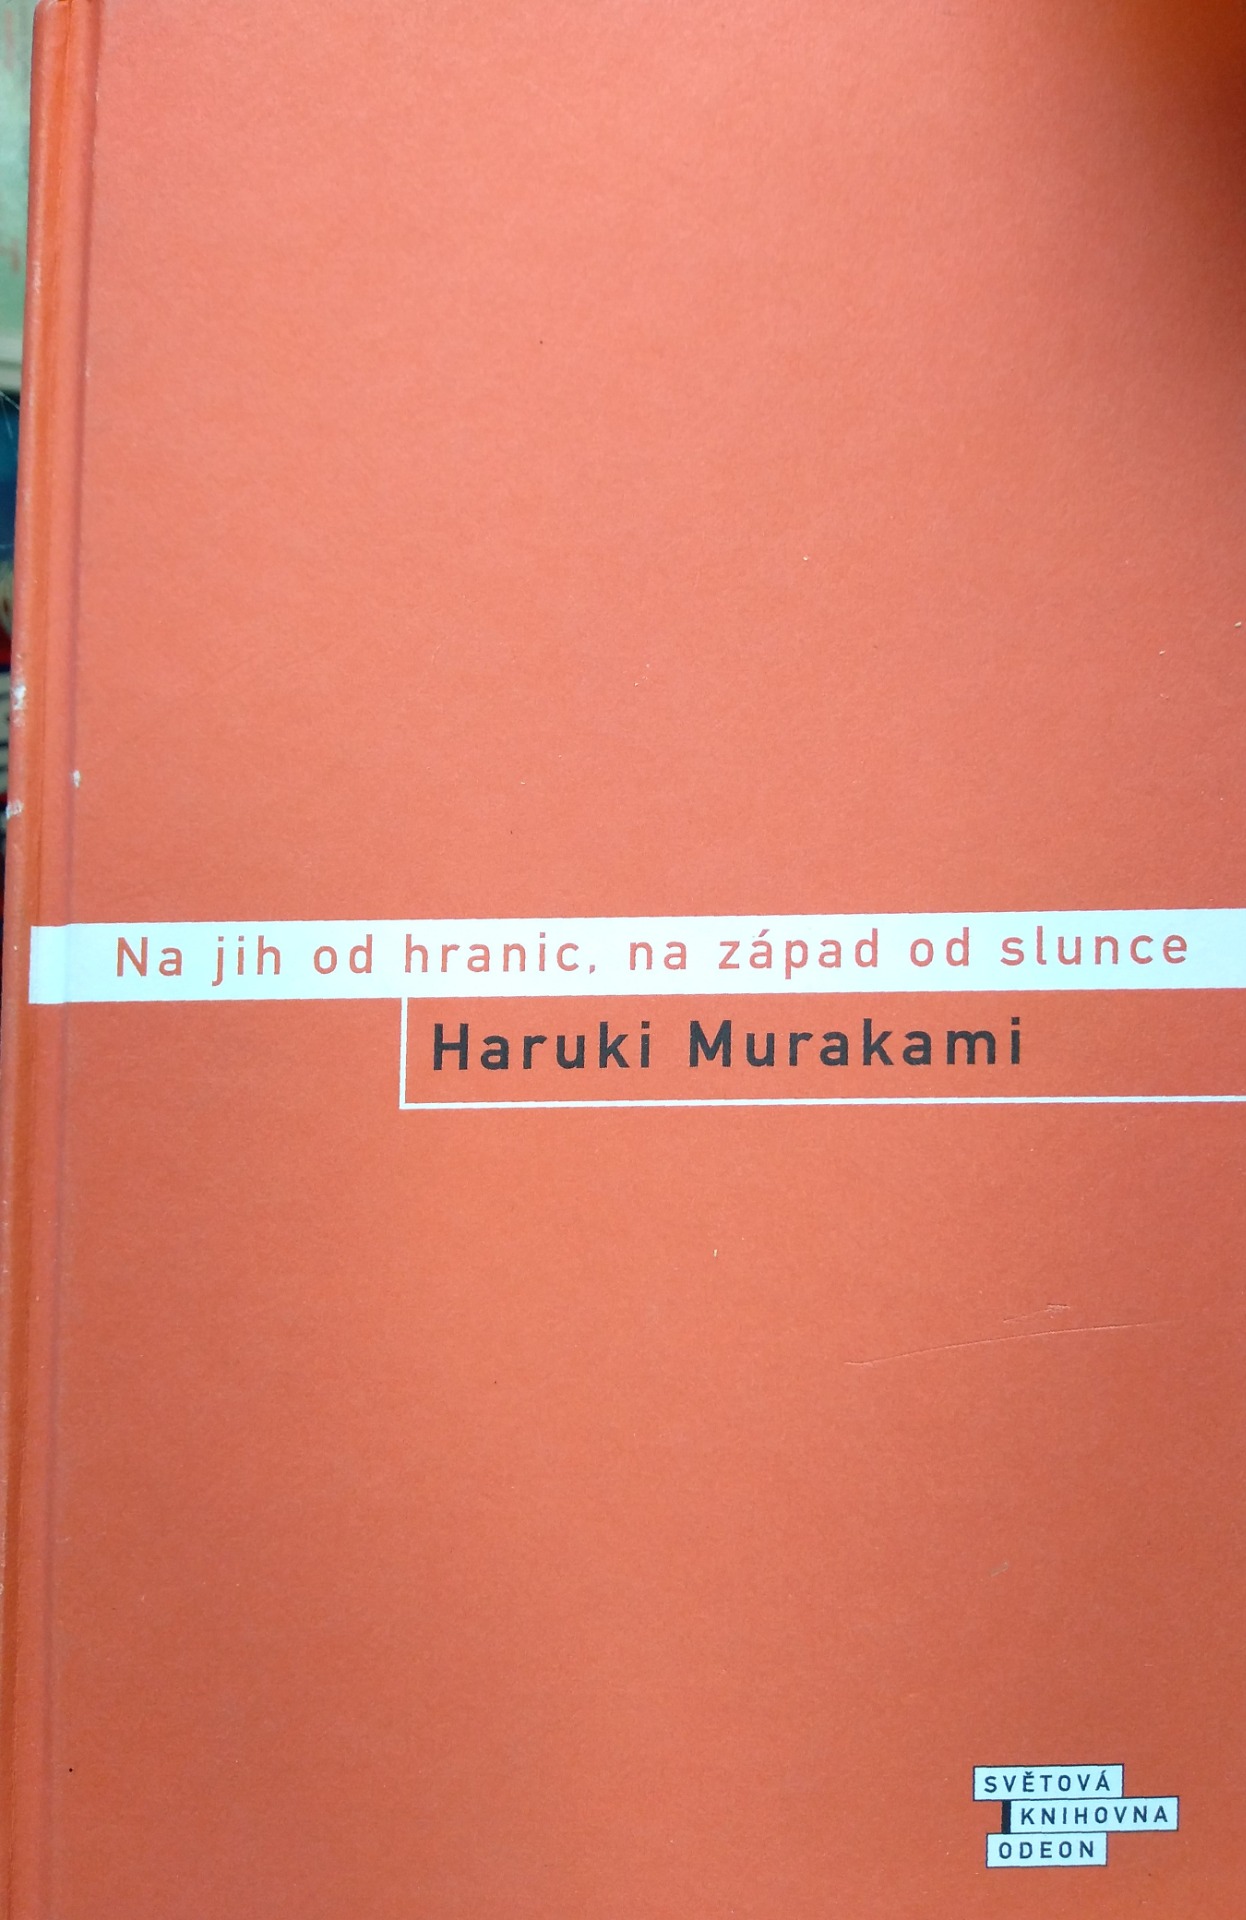 Na jih od hranic, na západ od slunce
Haruki Murakami
SVĚTOVÁ
KNIHOVNA
ODEON